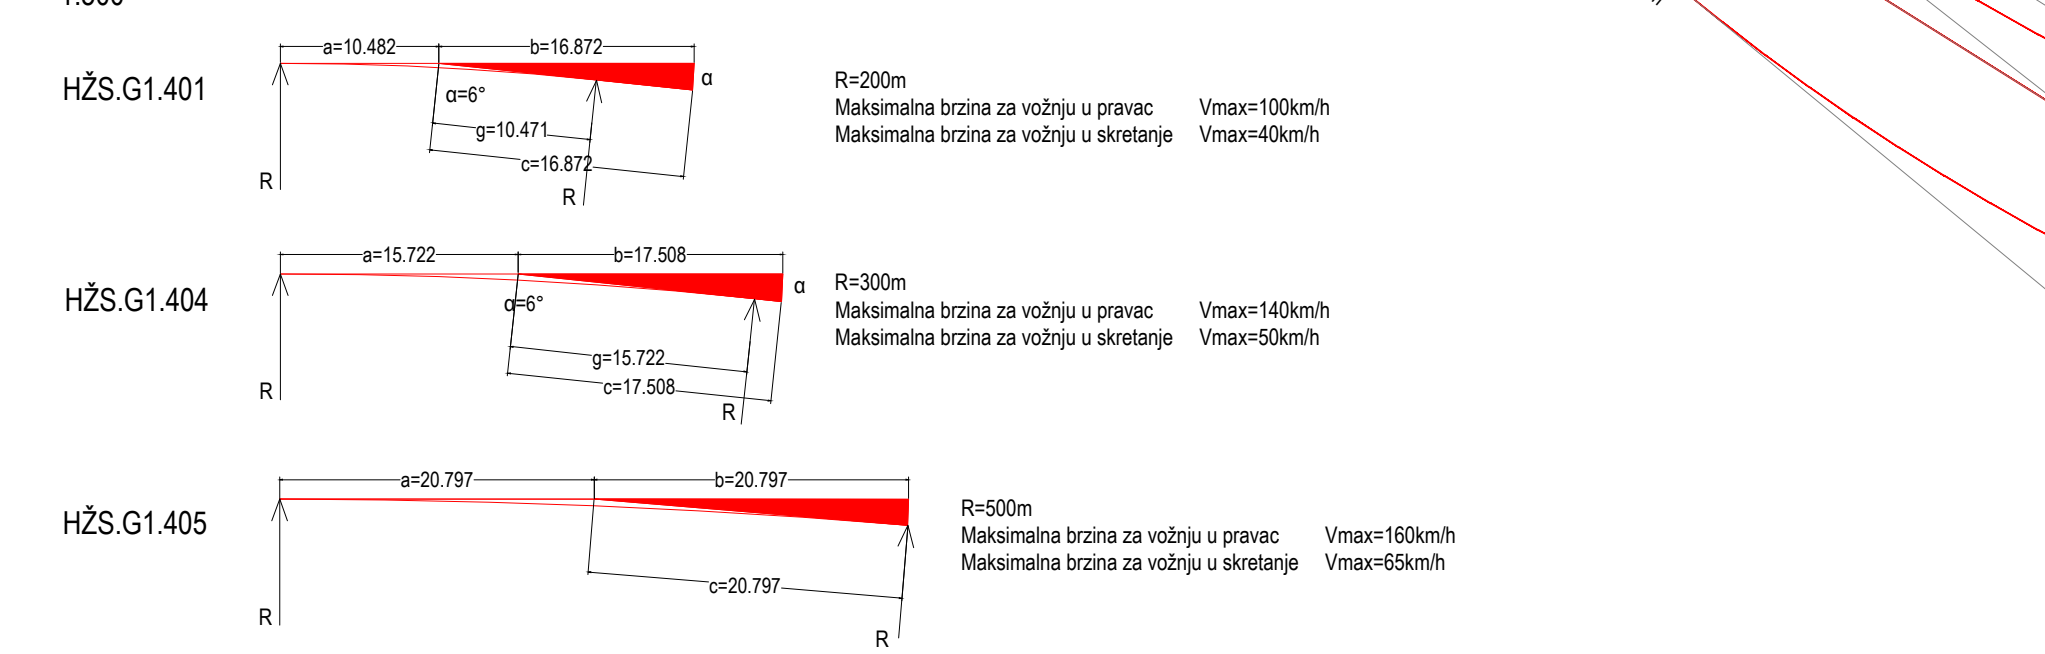 a=10.482 b=16.872
HŽS.G1.401
α=6°
α
g=10.471
c=16.872
R
R
R=200m
Maksimalna brzina za vožnju u pravac Vmax=100km/h
Maksimalna brzina za vožnju u skretanje Vmax=40km/h
a=15.722 b=17.508
HŽS.G1.404
α=6°
α
g=15.722
c=17.508
R
R
R=300m
Maksimalna brzina za vožnju u pravac Vmax=140km/h
Maksimalna brzina za vožnju u skretanje Vmax=50km/h
a=20.797 b=20.797
HŽS.G1.405
c=20.797
R
R
R=500m
Maksimalna brzina za vožnju u pravac Vmax=160km/h
Maksimalna brzina za vožnju u skretanje Vmax=65km/h